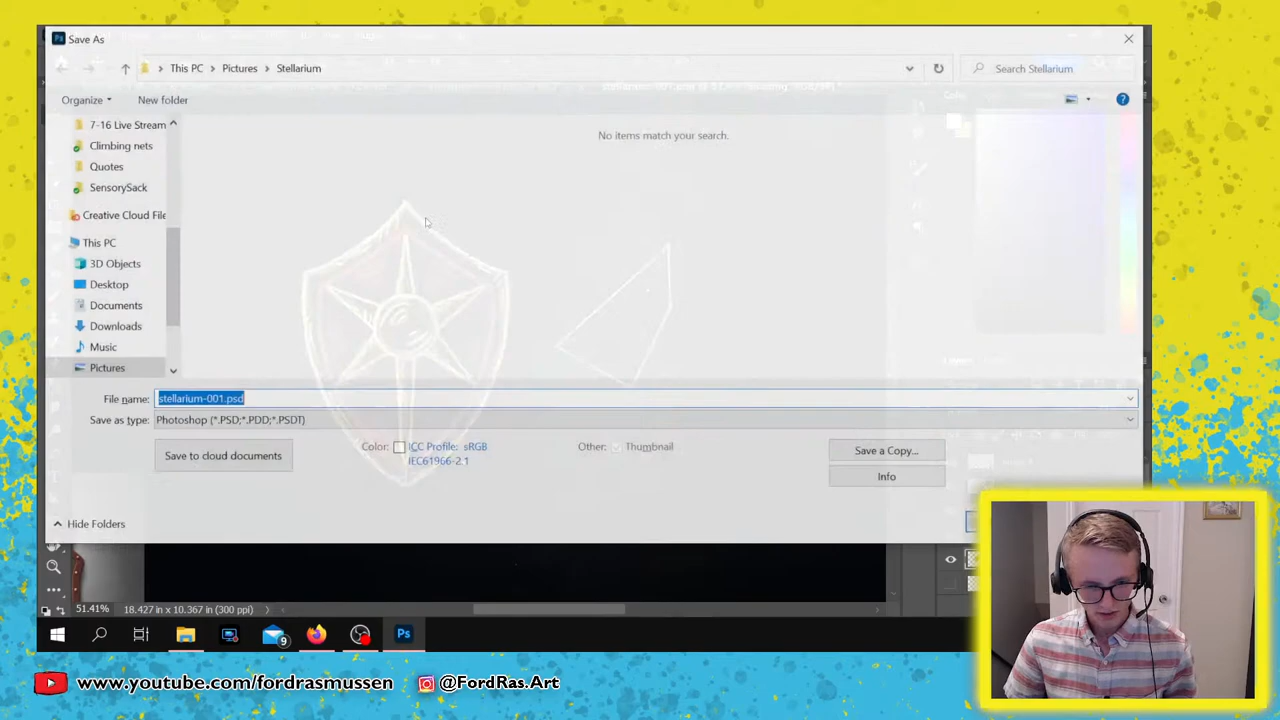 Save As
This PC > Pictures > Stellarium
Search Stellarium
Organize
New folder
7-16 Live Stream
No items match your search.
Climbing nets
Quotes
SensorySack
Creative Cloud File
This PC
3D Objects
Desktop
Documents
Downloads
Music
Pictures
File name: stellarium-001.psd
Save as type: Photoshop (*.PSD;*.PDD;*.PSDT)
Save to cloud documents
Color: ICC Profile: sRGB
IEC61966-2.1
Other: Thumbnail
Save a Copy...
Info
Hide Folders
51.41% 18.427 in x 10.367 in (300 ppi)
9
Ps
www.youtube.com/fordrasmussen
@FordRas.Art